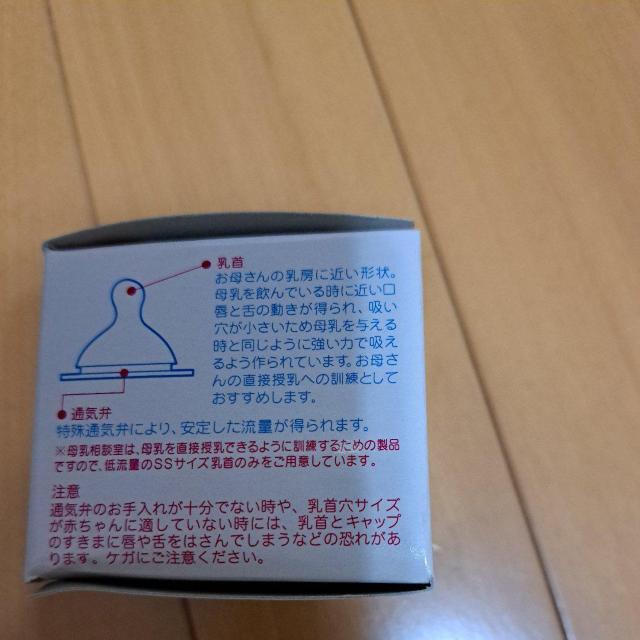 乳首
お母さんの乳房に近い形状。
母乳を飲んでいる時に近い口
唇と舌の動きが得られ、吸い
穴が小さいため母乳を与える
時と同じように強い力で吸え
るよう作られています。お母さ
んの直接授乳への訓練として
おすすめします。
通気弁
特殊通気弁により、安定した流量が得られます。
※母乳相談室は、母乳を直接授乳できるように訓練するための製品
ですので、低流量のSSサイズ乳首のみをご用意しています。
注意
通気弁のお手入れが十分でない時や、乳首穴サイズ
が赤ちゃんに適していない時には、乳首とキャップ
のすきまに唇や舌をはさんでしまうなどの恐れがあ
ります。ケガにご注意ください。